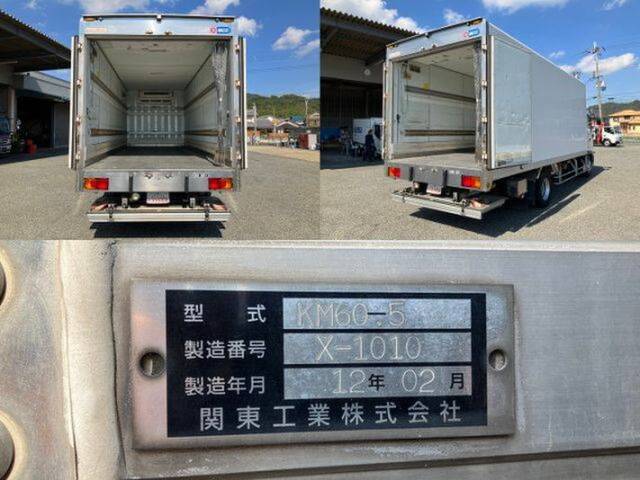 型 式 KM60-5
製造番号 X-1010
製造年月 12年 02月
関東工業株式会社